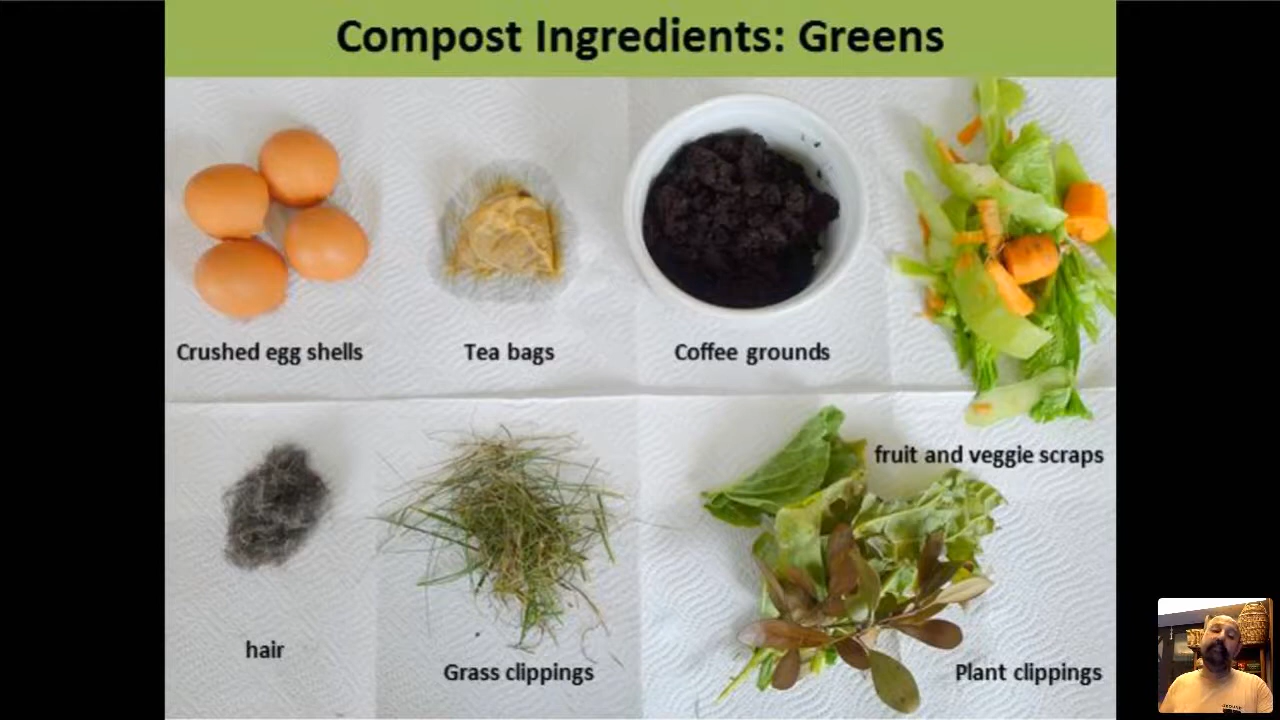 Compost Ingredients: Greens
Crushed egg shells
Tea bags
Coffee grounds
fruit and veggie scraps
hair
Grass clippings
Plant clippings